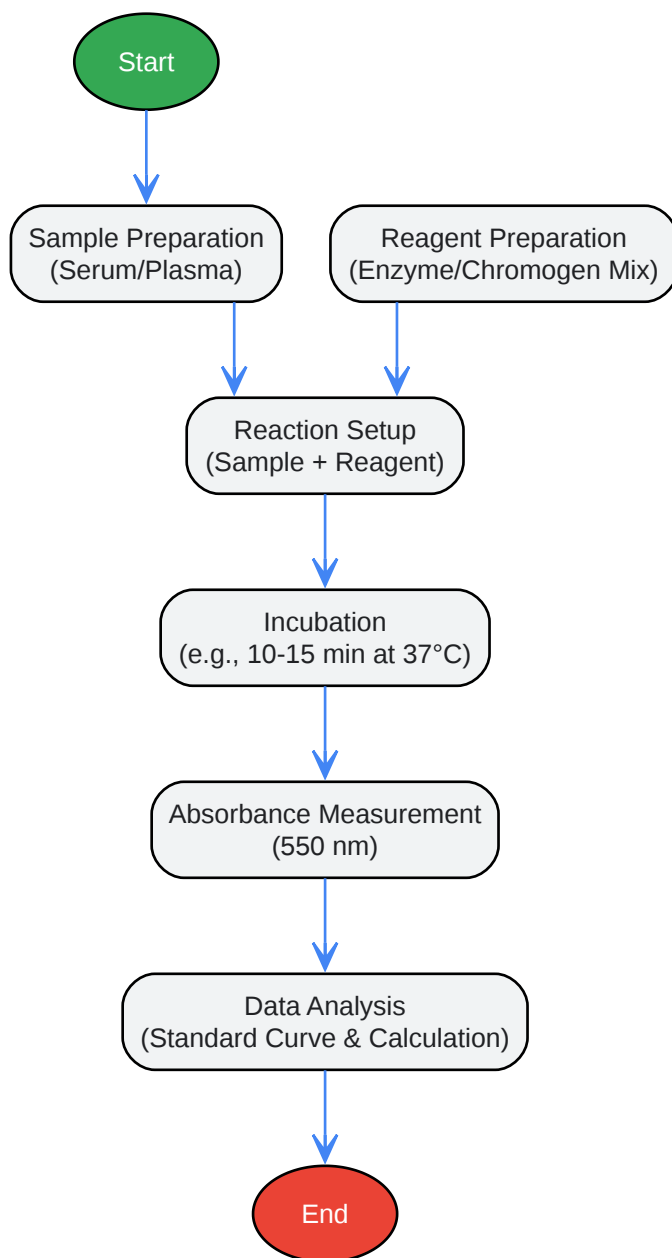 Start
Sample Preparation
(Serum/Plasma)
Reagent Preparation
(Enzyme/Chromogen Mix)
Reaction Setup
(Sample + Reagent)
Incubation
(e.g., 10-15 min at 37°C)
Absorbance Measurement
(550 nm)
Data Analysis
(Standard Curve & Calculation)
End